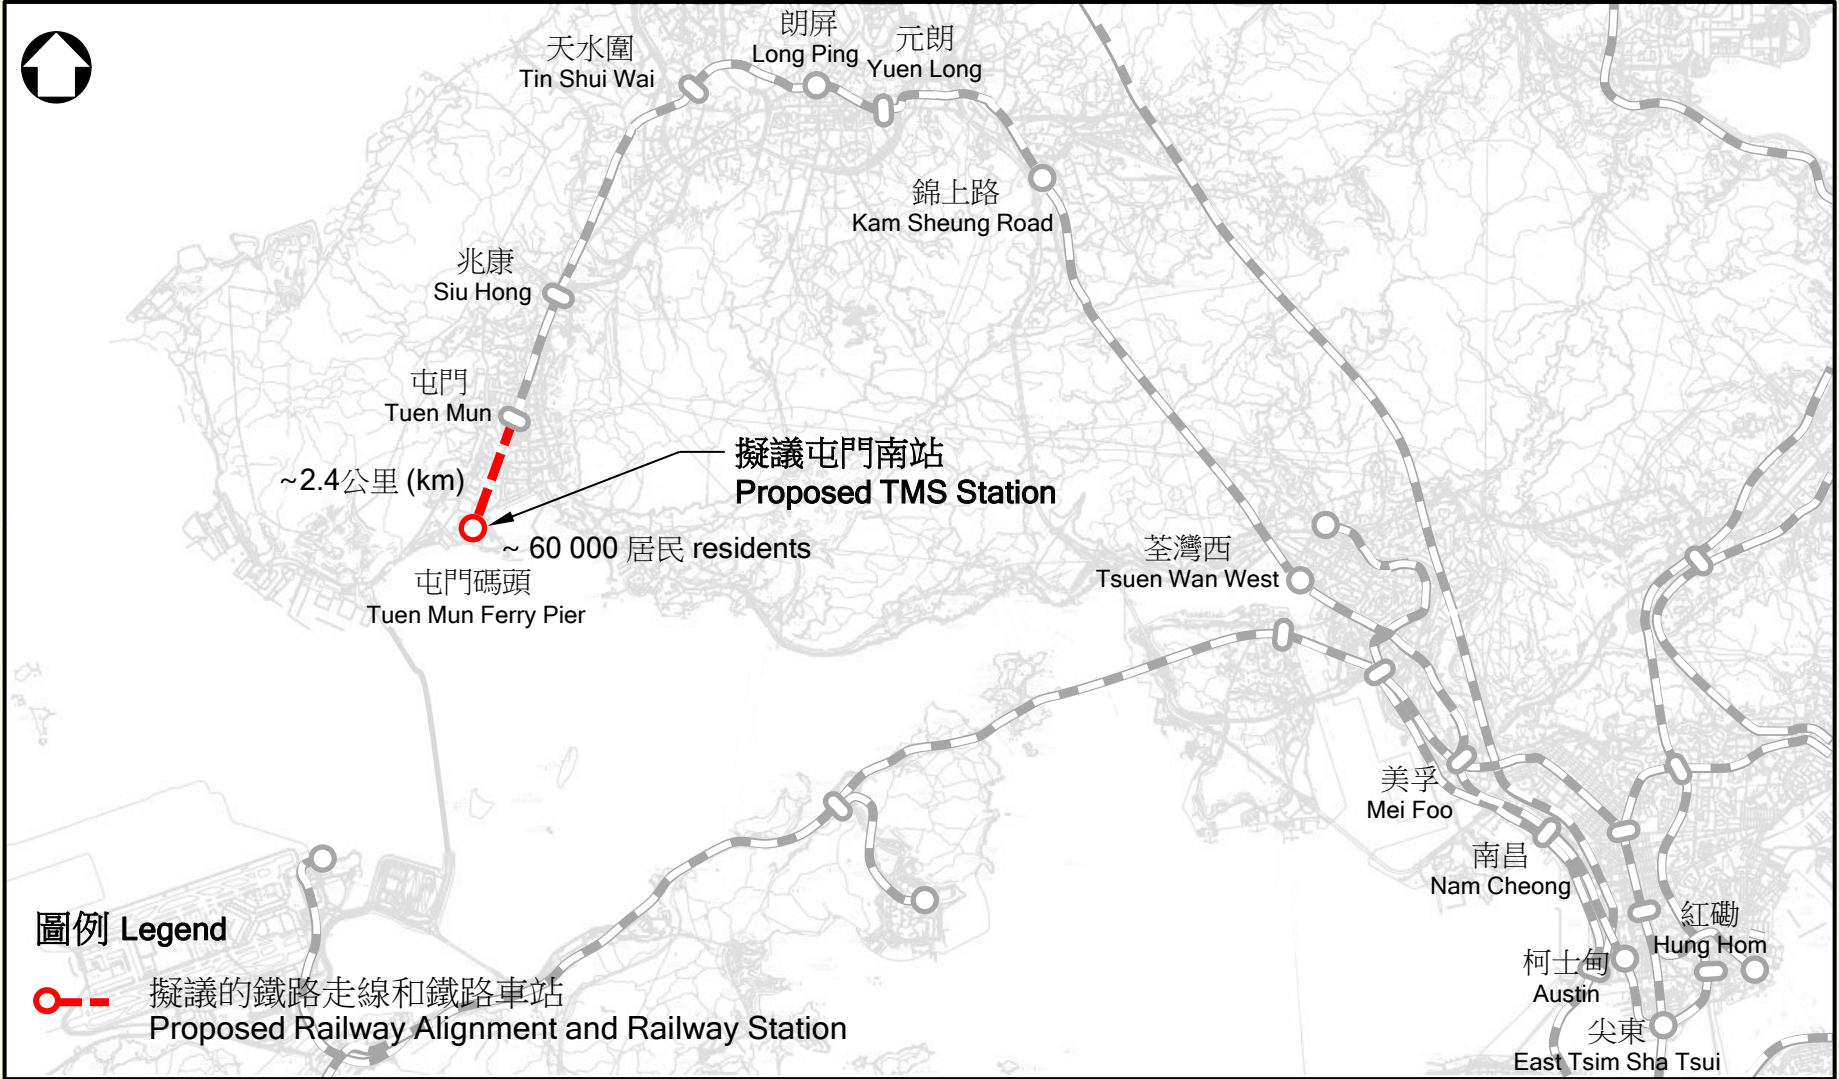 朗屏
Long Ping
元朗
Yuen Long
天水圍
Tin Shui Wai
錦上路
Kam Sheung Road
兆康
Siu Hong
屯門
Tuen Mun
~2.4公里 (km)
擬議屯門南站
Proposed TMS Station
~ 60 000 居民 residents
屯門碼頭
Tuen Mun Ferry Pier
荃灣西
Tsuen Wan West
美孚
Mei Foo
南昌
Nam Cheong
紅磡
Hung Hom
柯士甸
Austin
尖東
East Tsim Sha Tsui
圖例 Legend
擬議的鐵路走線和鐵路車站
Proposed Railway Alignment and Railway Station